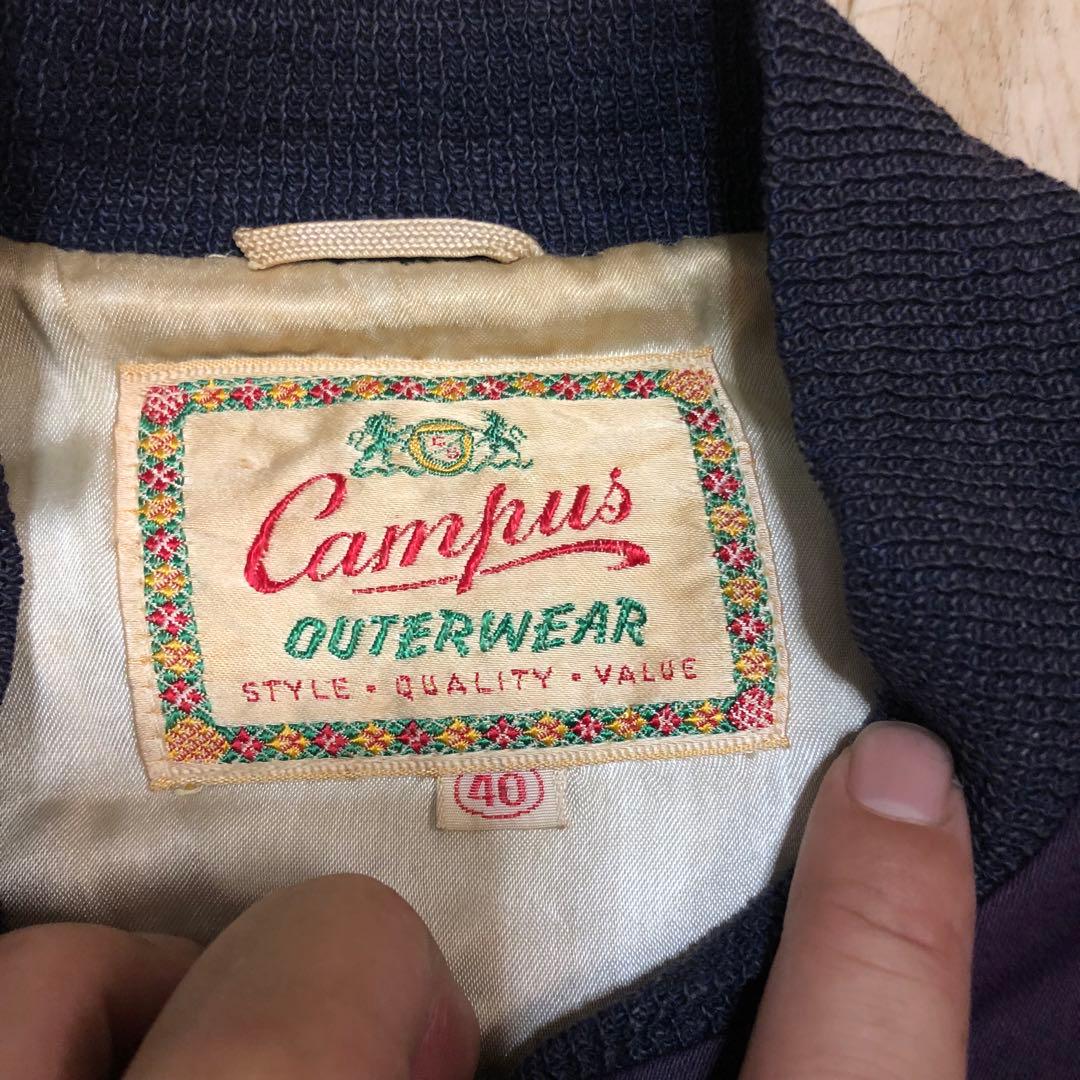 Campus
OUTERWEAR
STYLE • QUALITY • VALUE
40